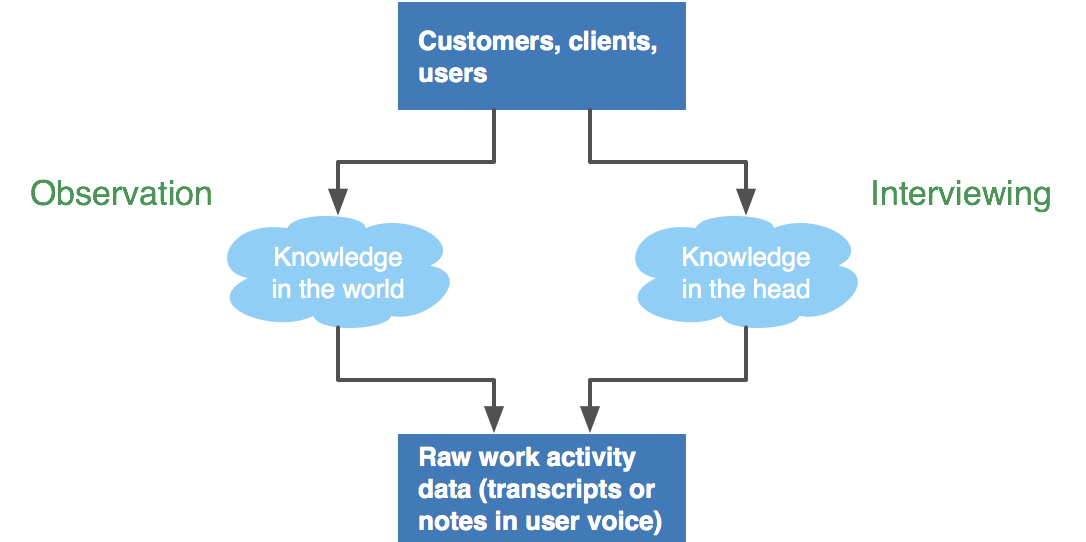 Customers, clients,
users
Observation
Interviewing
Knowledge
in the world
Knowledge
in the head
Raw work activity
data (transcripts or
notes in user voice)